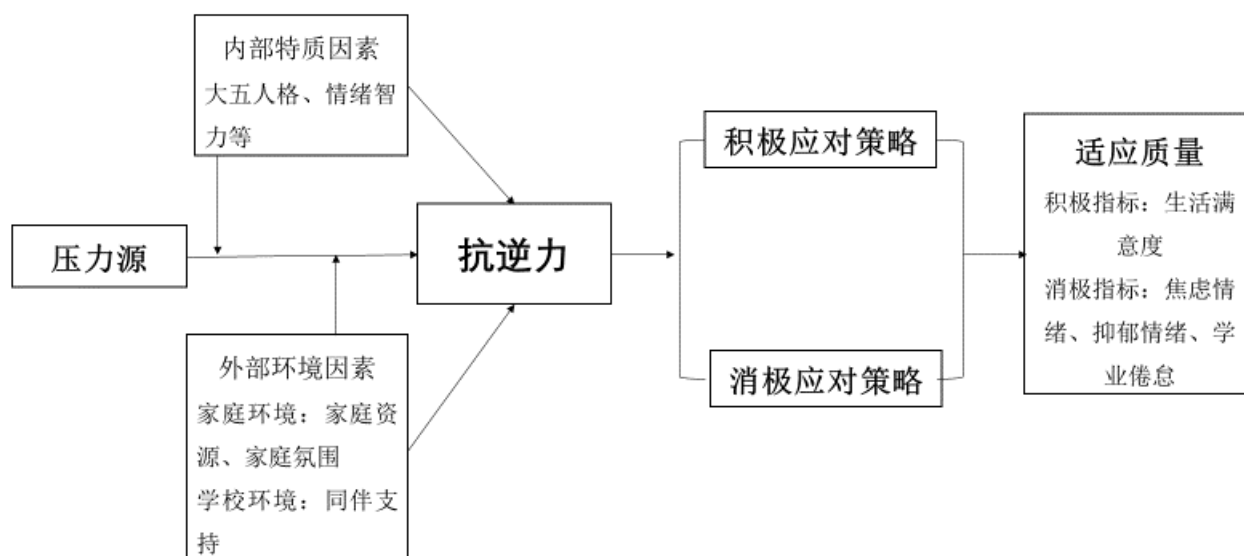 内部特质因素
大五人格、情绪智
力等
压力源
外部环境因素
家庭环境：家庭资
源、家庭氛围
学校环境：同伴支
持
抗逆力
积极应对策略
消极应对策略
适应质量
积极指标：生活满
意度
消极指标：焦虑情
绪、抑郁情绪、学
业倦怠